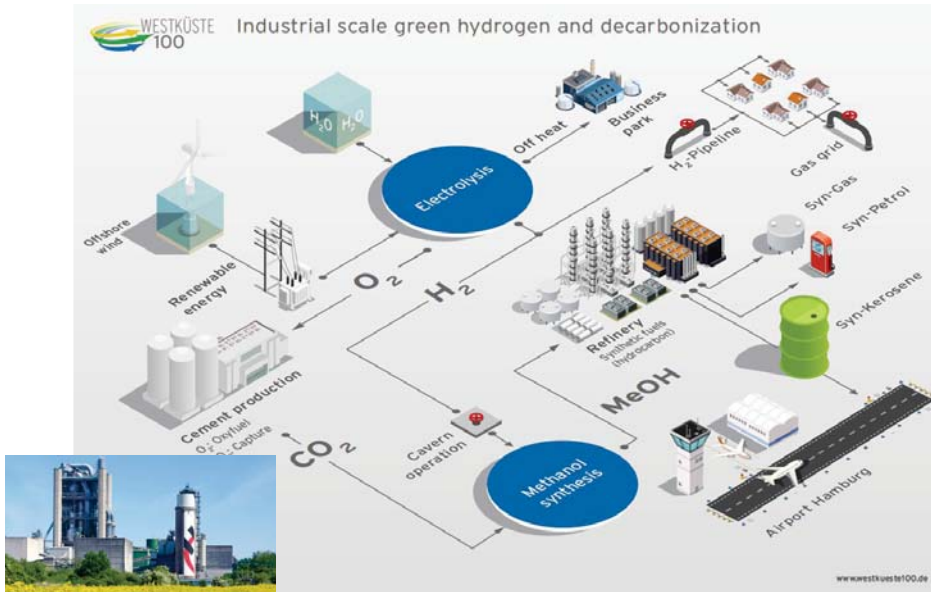 WESTKÜSTE
100
Industrial scale green hydrogen and decarbonization
H₂O H₂O
Electrolysis
Off heat
Business
park
H₂-Pipeline
Gas grid
Offshore
wind
Renewable
energy
O₂
H₂
Syn-Gas
Syn-Petrol
Syn-Kerosene
Refinery
Synthetic fuels
(hydrocarbon)
Cement production
O₂: Oxyfuel
: Capture
CO₂
Cavern
operation
MeOH
Methanol
synthesis
Airport Hamburg
www.westkueste100.de